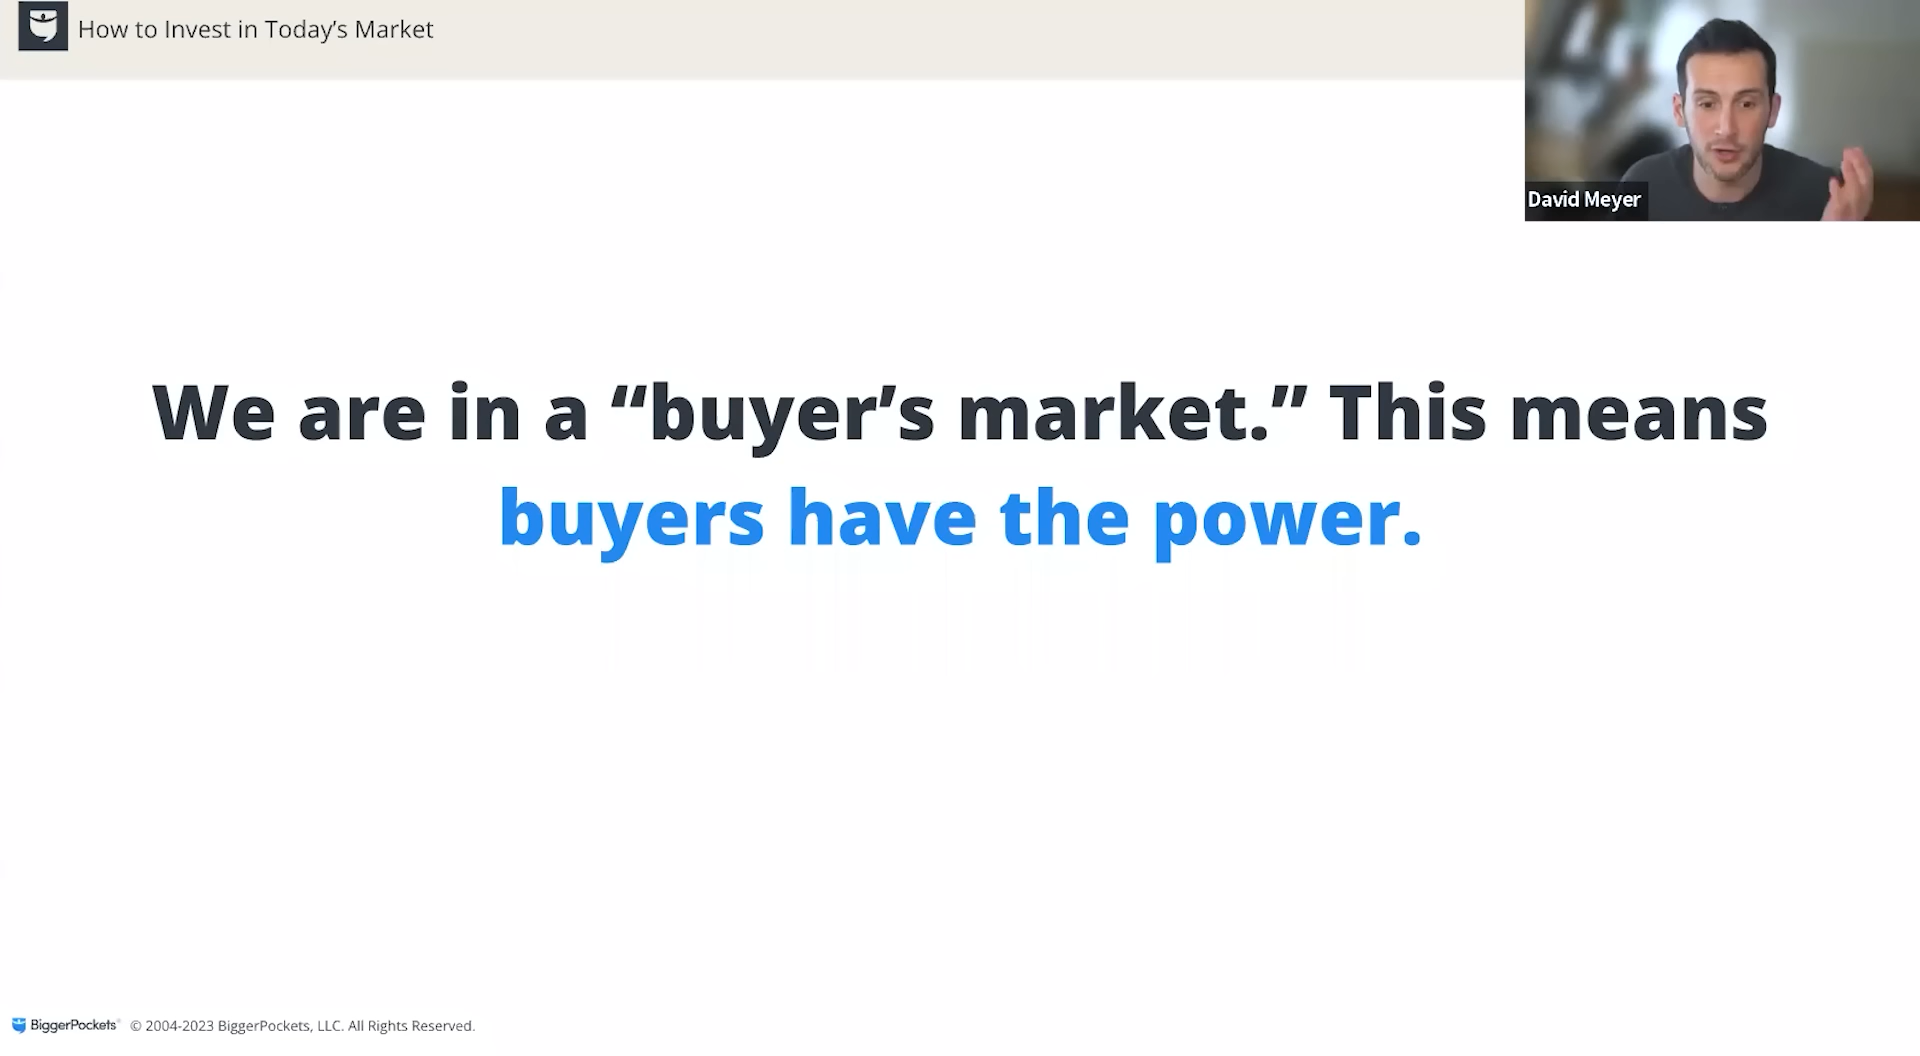 How to Invest in Today’s Market
David Meyer
We are in a “buyer’s market.” This means
buyers have the power.
BiggerPockets® © 2004-2023 BiggerPockets, LLC. All Rights Reserved.